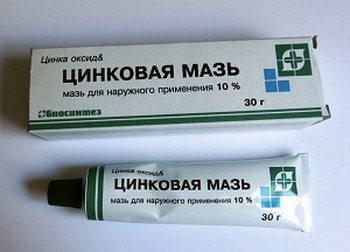 Цинка оксид&
ЦИНКОВАЯ МАЗЬ
мазь для наружного применения 10 %
30 г
Биосинтез
Цинка оксид&
ЦИНКОВАЯ МАЗЬ
мазь для наружного применения 10 %
30 г